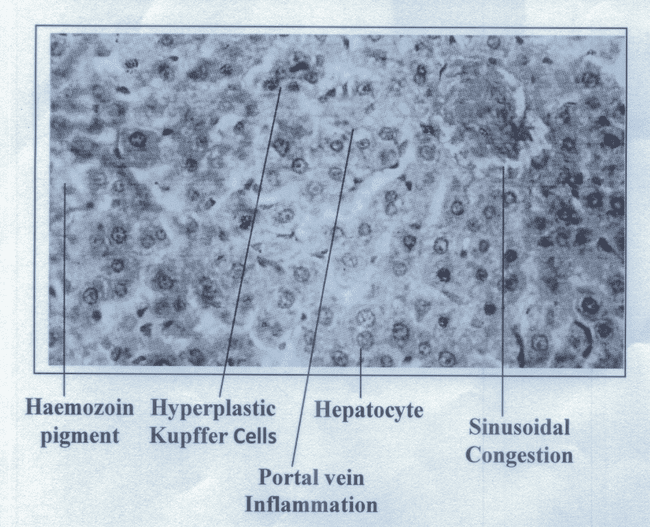 Haemozoin
pigment
Hyperplastic
Kupffer Cells
Hepatocyte
Portal vein
Inflammation
Sinusoidal
Congestion